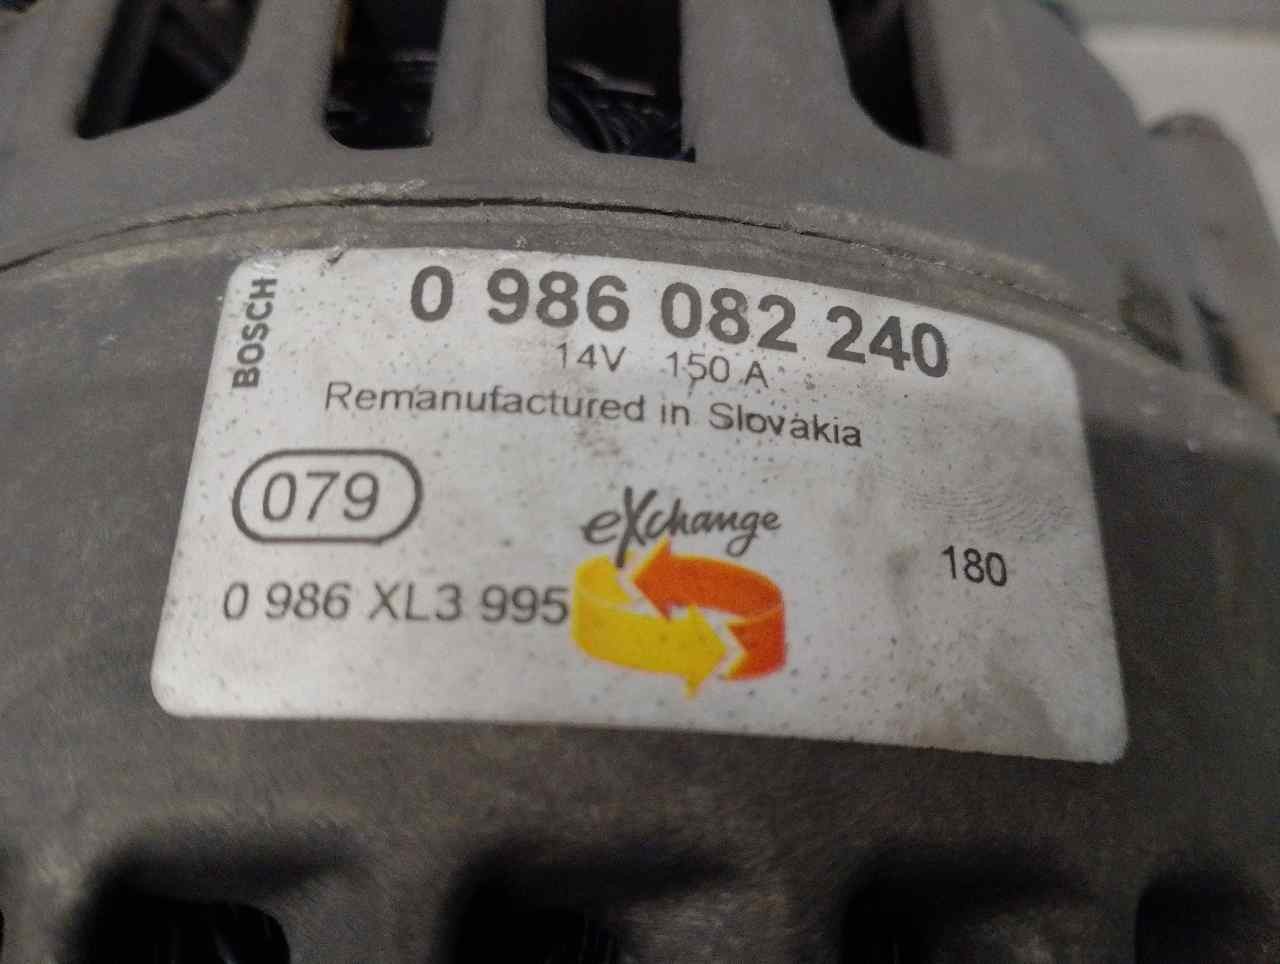 BOSCH
0 986 082 240
14V 150 A
Remanufactured in Slovakia
079
eXchange
180
0 986 XL3 995